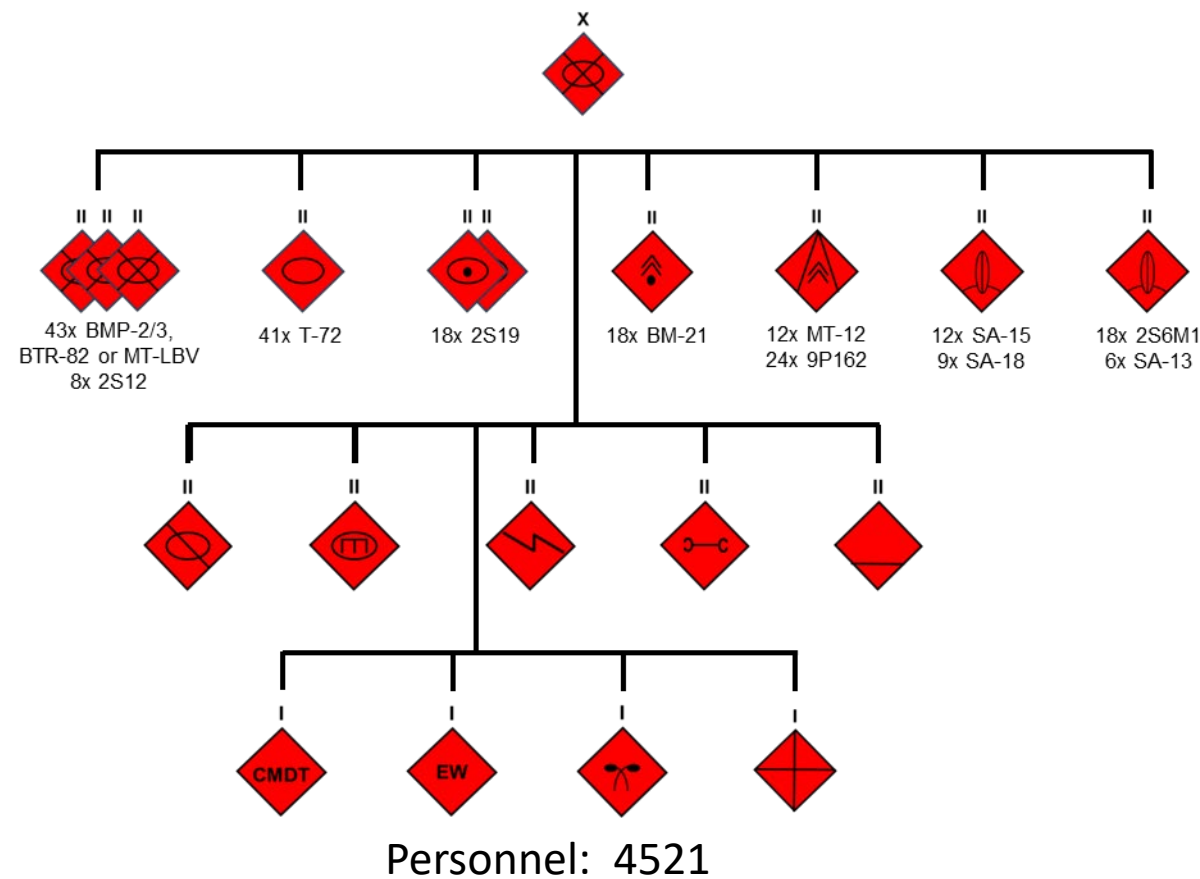 X
II II II
II
II II
II
II
II
II
43x BMP-2/3,
BTR-82 or MT-LBV
8x 2S12
41x T-72
18x 2S19
18x BM-21
12x MT-12
24x 9P162
12x SA-15
9x SA-18
18x 2S6M1
6x SA-13
II
II
II
II
II
I
I
I
I
CMDT
EW
Personnel: 4521